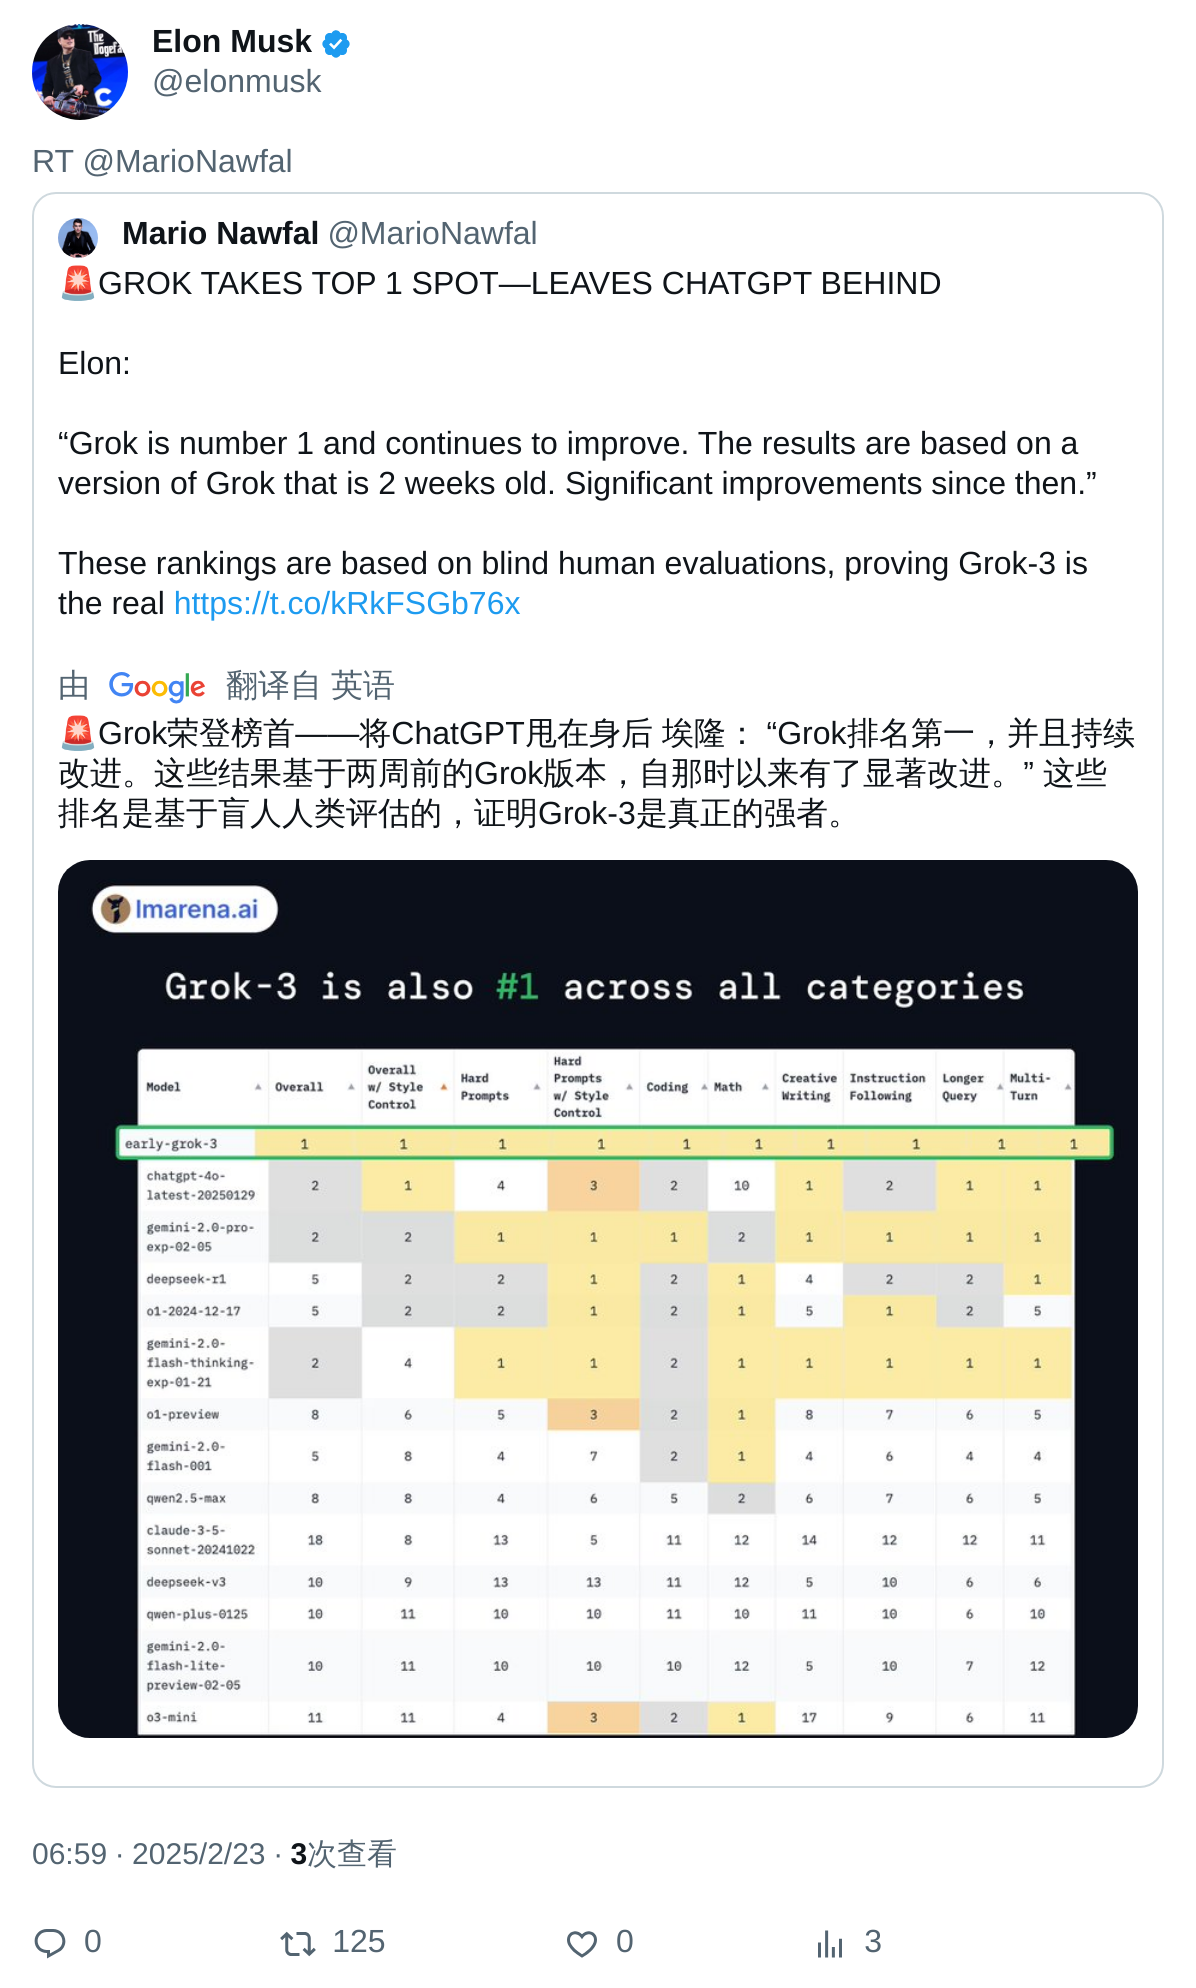 The
Dogefa
C
Elon Musk
@elonmusk
RT @MarioNawfal
Mario Nawfal @MarioNawfal
🚨GROK TAKES TOP 1 SPOT—LEAVES CHATGPT BEHIND
Elon:
“Grok is number 1 and continues to improve. The results are based on a
version of Grok that is 2 weeks old. Significant improvements since then.”
These rankings are based on blind human evaluations, proving Grok-3 is
the real https://t.co/kRkFSGb76x
由 Google 翻译自 英语
🚨Grok荣登榜首——将ChatGPT甩在身后 埃隆： “Grok排名第一，并且持续
改进。这些结果基于两周前的Grok版本，自那时以来有了显著改进。” 这些
排名是基于盲人人类评估的，证明Grok-3是真正的强者。
lmarena.ai
Grok-3 is also #1 across all categories
Model Overall Overall w/ Style Control Hard Prompts Hard Prompts w/ Style Control Coding Math Creative Writing Instruction Following Longer Query Multi-Turn
early-grok-3 1 1 1 1 1 1 1 1 1 1
chatgpt-4o-latest-20250129 2 1 4 3 2 10 1 2 1 1
gemini-2.0-pro-exp-02-05 2 2 1 1 1 2 1 1 1 1
deepseek-r1 5 2 2 1 2 1 4 2 2 1
o1-2024-12-17 5 2 2 1 2 1 5 1 2 5
gemini-2.0-flash-thinking-exp-01-21 2 4 1 1 2 1 1 1 1 1
o1-preview 8 6 5 3 2 1 8 7 6 5
gemini-2.0-flash-001 5 8 4 7 2 1 4 6 4 4
qwen2.5-max 8 8 4 6 5 2 6 7 6 5
claude-3-5-sonnet-20241022 18 8 13 5 11 12 14 12 12 11
deepseek-v3 10 9 13 13 11 12 5 10 6 6
qwen-plus-0125 10 11 10 10 11 10 11 10 6 10
gemini-2.0-flash-lite-preview-02-05 10 11 10 10 10 12 5 10 7 12
o3-mini 11 11 4 3 2 1 17 9 6 11
06:59 · 2025/2/23 · 3次查看
0 125 0 3